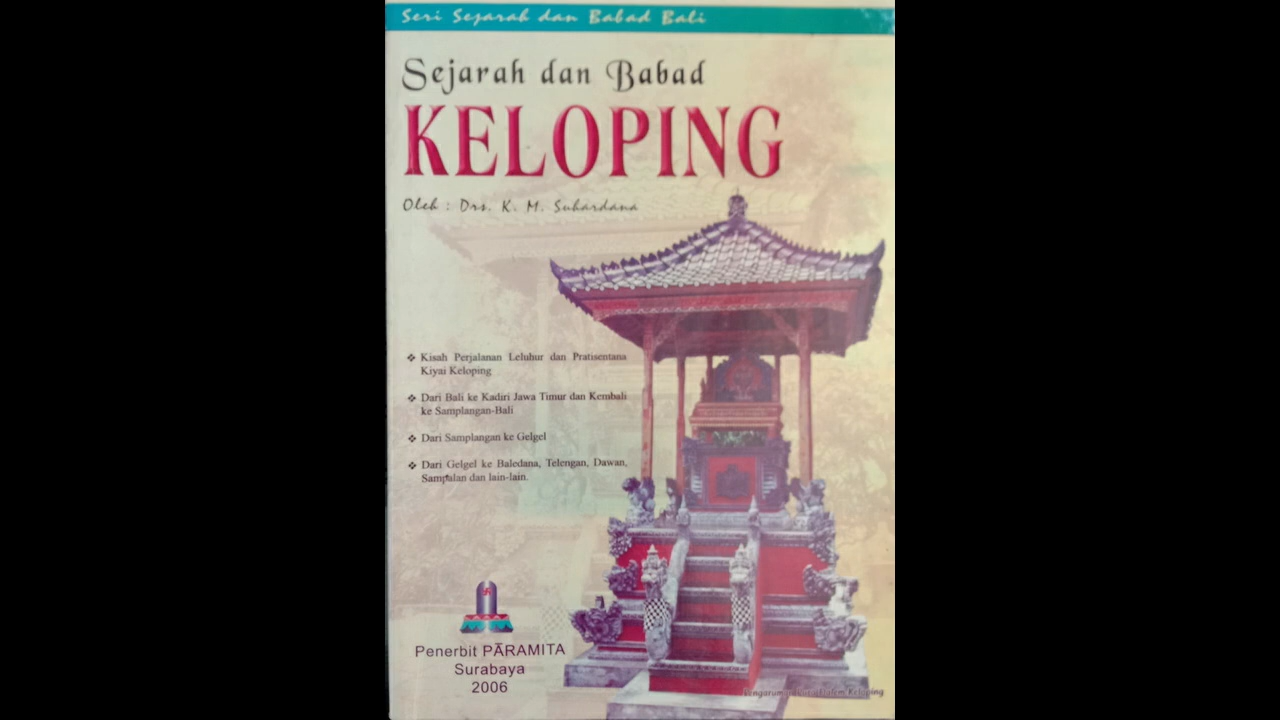 Seri Sejarah dan Babad Bali
Sejarah dan Babad
KELOPING
Oleh : Drs. K. M. Suhardana
❖ Kisah Perjalanan Leluhur dan Pratisentana
Kiyai Keloping
❖ Dari Bali ke Kadiri Jawa Timur dan Kembali
ke Samplangan-Bali
❖ Dari Samplangan ke Gelgel
❖ Dari Gelgel ke Baledana, Telengan, Dawan,
Sampalan dan lain-lain.
Penerbit PĀRAMITA
Surabaya
2006
Dalem Keloping